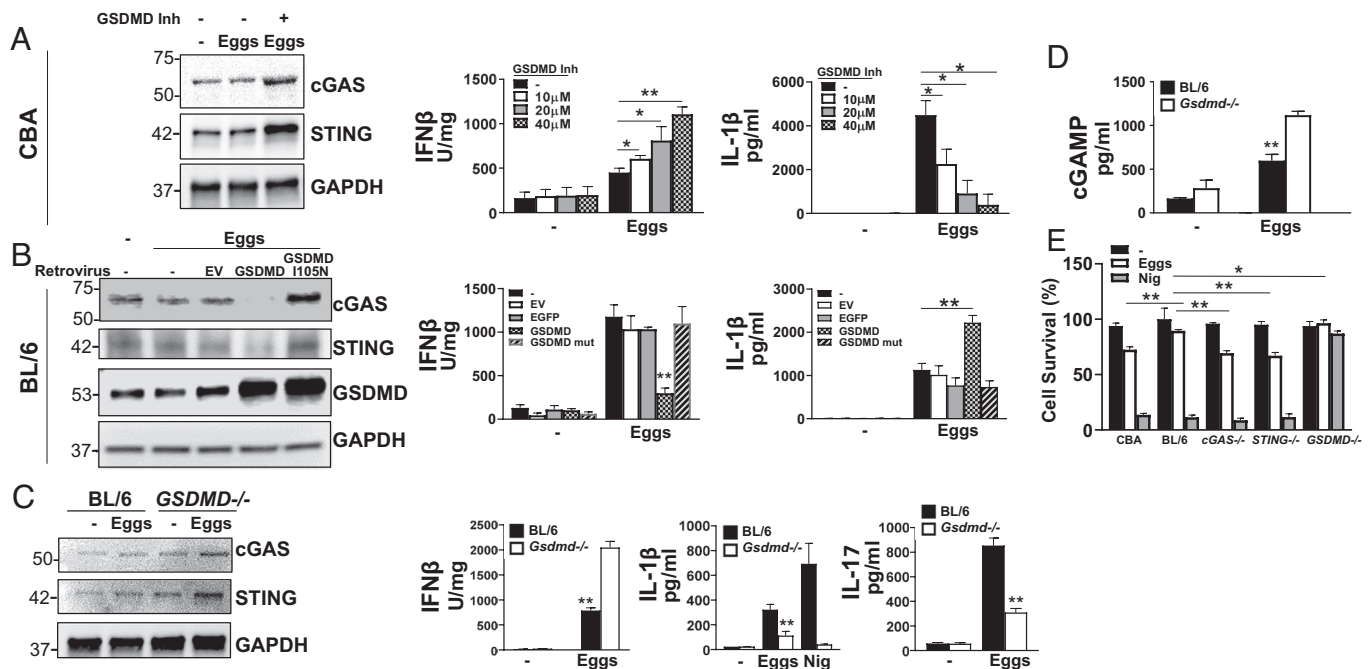 A
CBA
GSDMD Inh - - +
- Eggs Eggs
75
50
cGAS
42
STING
37
GAPDH
IFNβ
U/mg
1500
1000
500
0
GSDMD Inh
-
10μM
20μM
40μM
**
*
*
-
Eggs
IL-1β
pg/ml
6000
4000
2000
0
GSDMD Inh
-
10μM
20μM
40μM
*
*
*
-
Eggs
D
cGAMP
pg/ml
1500
1000
500
0
BL/6
Gsdmd-/-
**
-
Eggs
B
BL/6
- Eggs
Retrovirus - - EV GSDMD GSDMD
I105N
75
50
cGAS
42
STING
53
GSDMD
37
GAPDH
IFNβ
U/mg
1500
1000
500
0
-
EV
EGFP
GSDMD
GSDMD mut
**
-
Eggs
IL-1β
pg/ml
3000
2000
1000
0
-
EV
EGFP
GSDMD
GSDMD mut
**
-
Eggs
E
Cell Survival (%)
100
50
0
-
Eggs
Nig
*
**
**
**
CBA BL/6 cGAS-/- STING-/- GSDMD-/-
C
BL/6 GSDMD-/-
- Eggs - Eggs
50
cGAS
42
STING
37
GAPDH
IFNβ
U/mg
2500
2000
1500
1000
500
0
BL/6
Gsdmd-/-
**
-
Eggs
IL-1β
pg/ml
1000
800
600
400
200
0
BL/6
Gsdmd-/-
**
- Eggs Nig
IL-17
pg/ml
1000
800
600
400
200
0
BL/6
Gsdmd-/-
**
-
Eggs